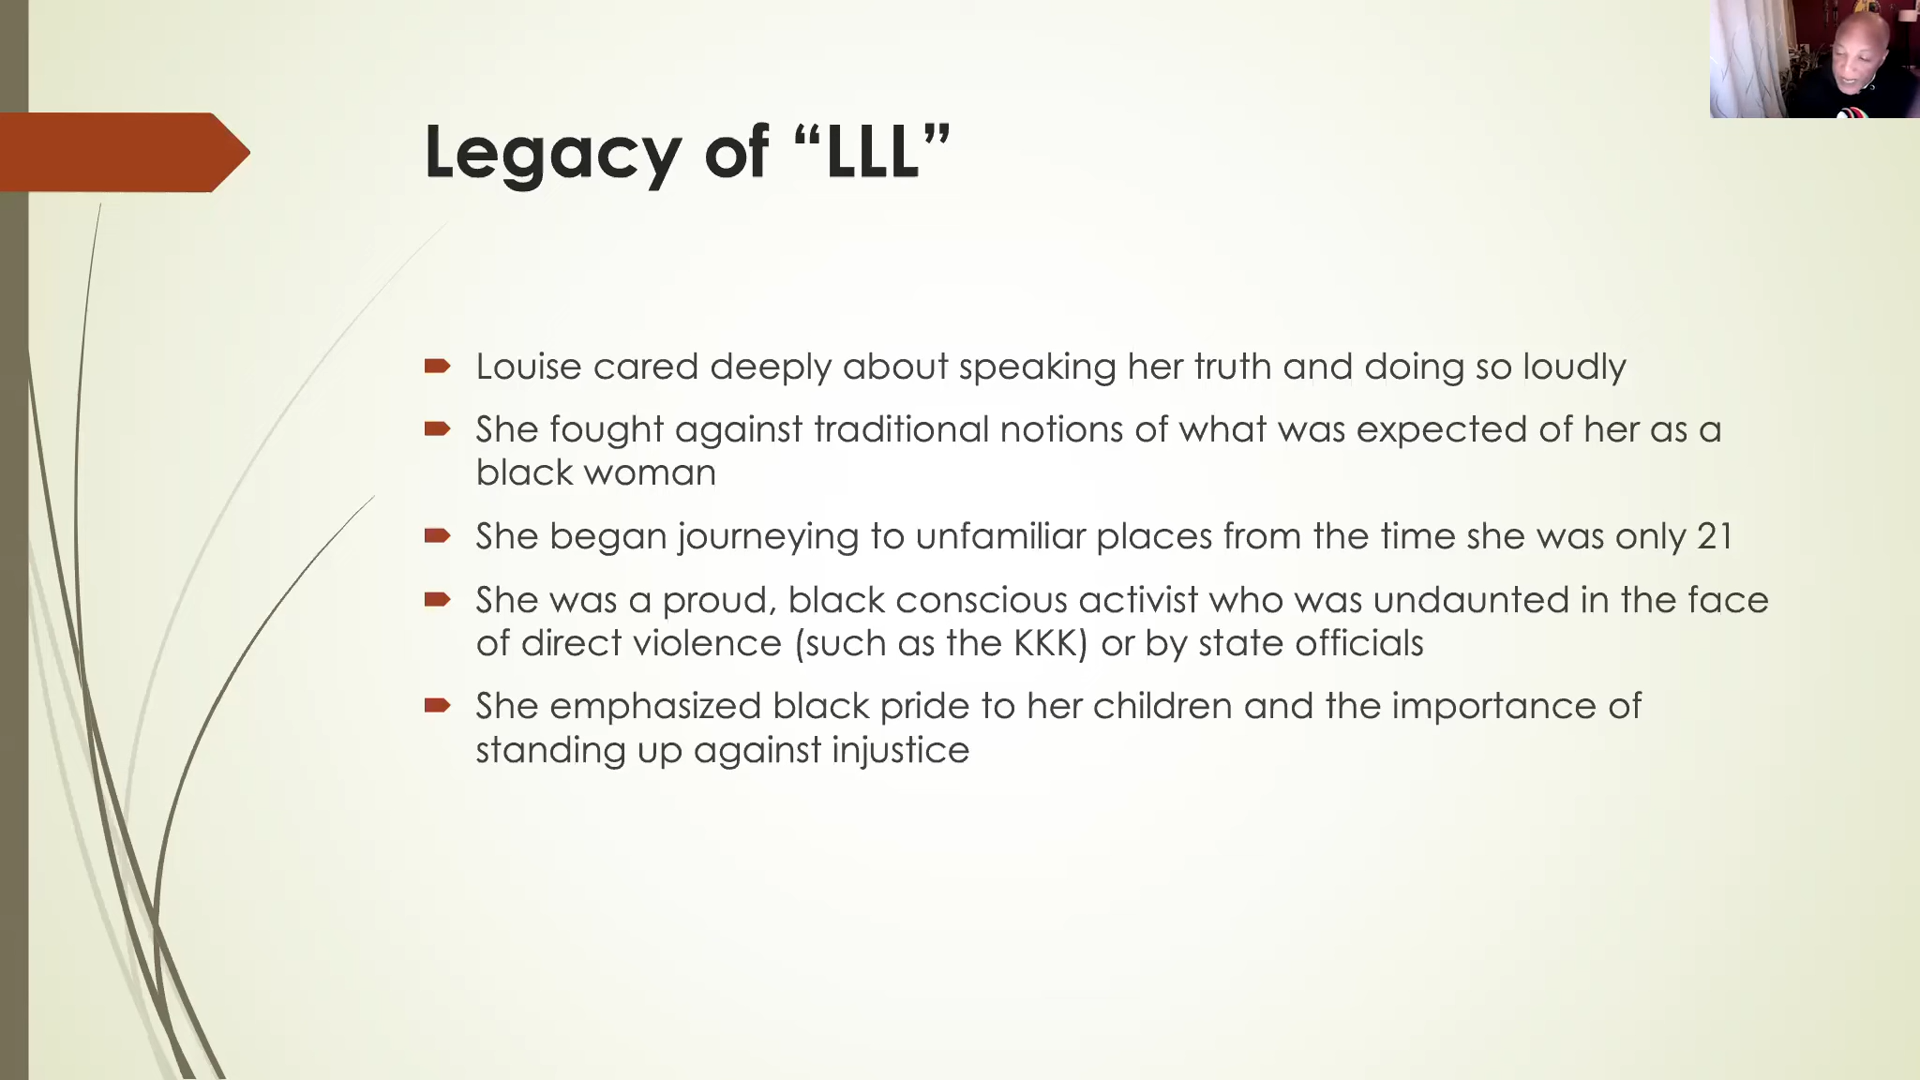 Legacy of “LLL”
Louise cared deeply about speaking her truth and doing so loudly
She fought against traditional notions of what was expected of her as a
black woman
She began journeying to unfamiliar places from the time she was only 21
She was a proud, black conscious activist who was undaunted in the face
of direct violence (such as the KKK) or by state officials
She emphasized black pride to her children and the importance of
standing up against injustice